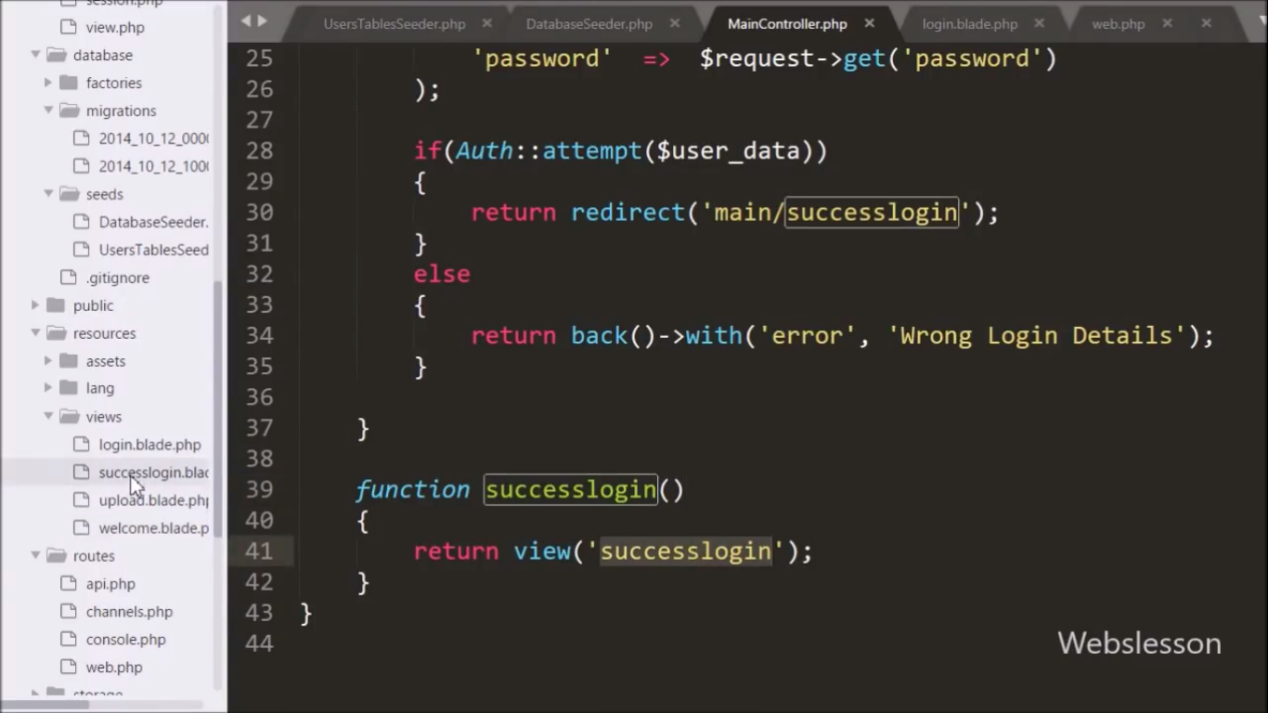 session.php
view.php
database
factories
migrations
2014_10_12_000
2014_10_12_100
seeds
DatabaseSeeder.
UsersTablesSeed
.gitignore
public
resources
assets
lang
views
login.blade.php
successlogin.blad
upload.blade.php
welcome.blade.p
routes
api.php
channels.php
console.php
web.php
storage
UsersTablesSeeder.php × DatabaseSeeder.php × MainController.php × login.blade.php × web.php × ×
25 'password' => $request->get('password')
26 );
27
28 if(Auth::attempt($user_data))
29 {
30 return redirect('main/successlogin');
31 }
32 else
33 {
34 return back()->with('error', 'Wrong Login Details');
35 }
36
37 }
38
39 function successlogin()
40 {
41 return view('successlogin');
42 }
43 }
44
Webslesson